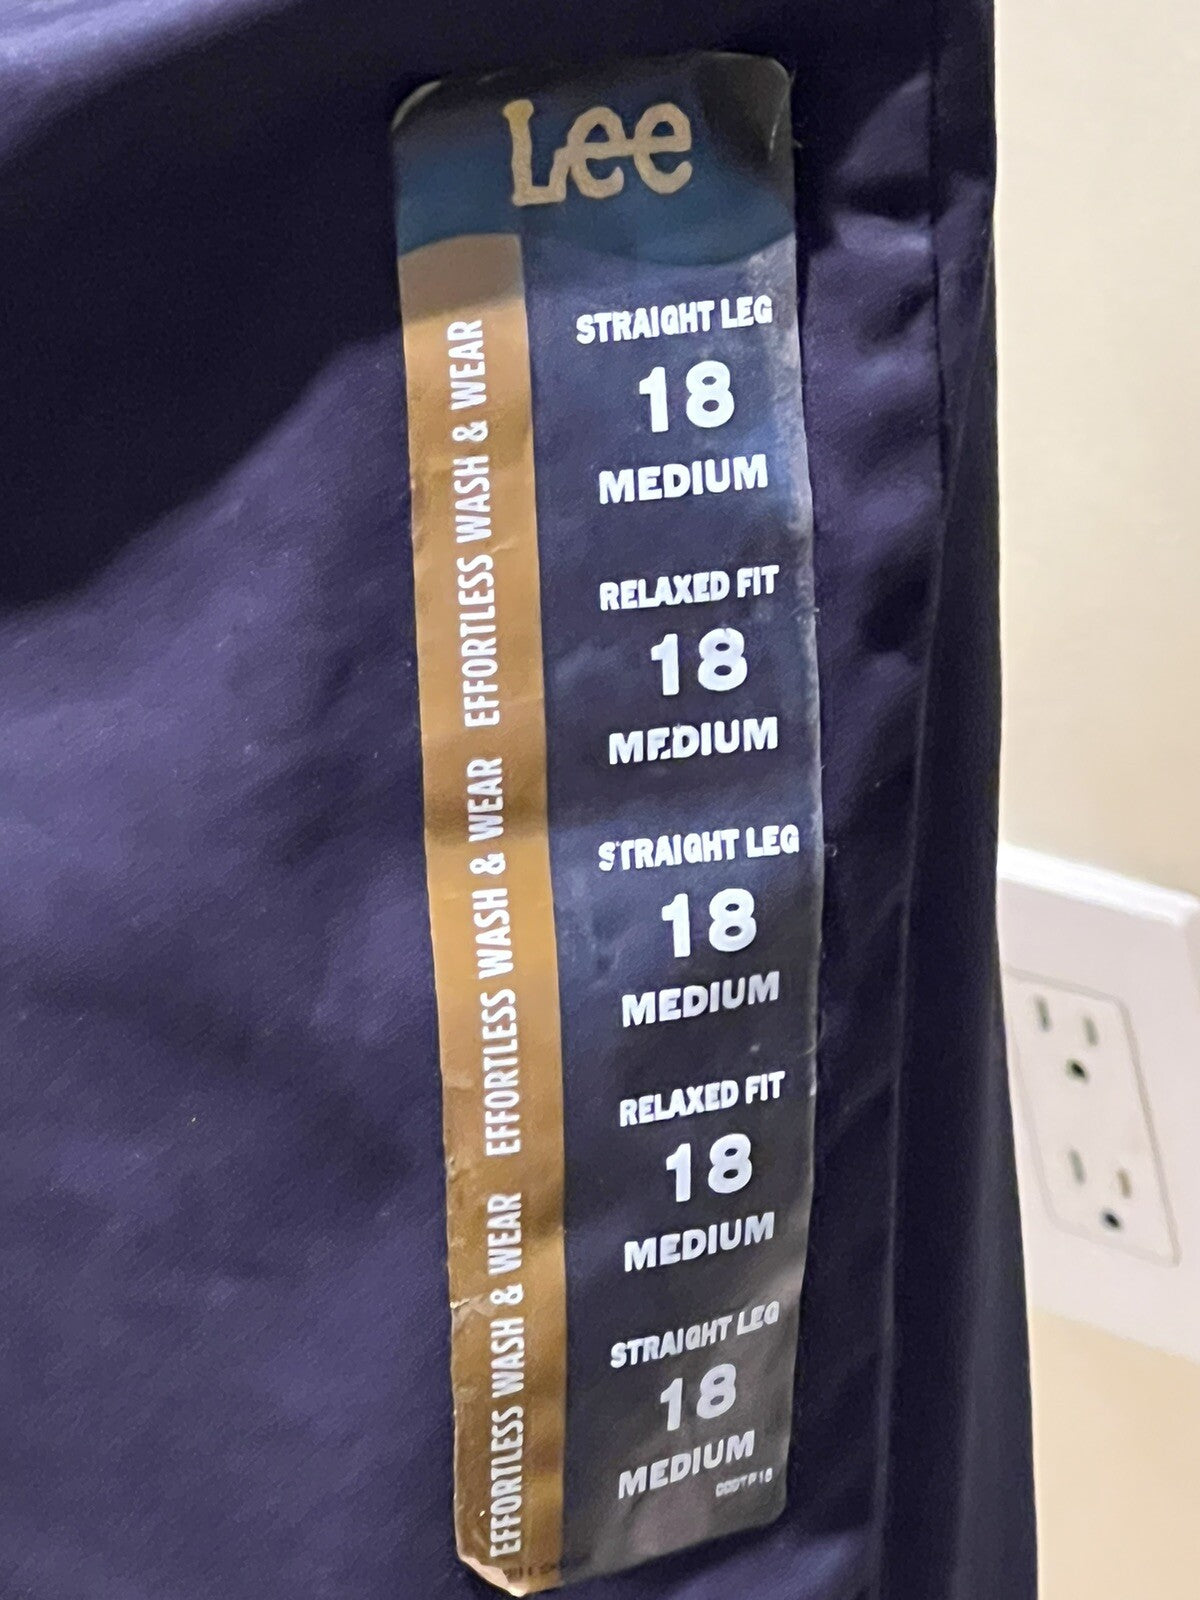 Lee
STRAIGHT LEG
18
MEDIUM
RELAXED FIT
18
MEDIUM
STRAIGHT LEG
18
MEDIUM
RELAXED FIT
18
MEDIUM
STRAIGHT LEG
18
MEDIUM
EFFORTLESS WASH & WEAR EFFORTLESS WASH & WEAR EFFORTLESS WASH & WEAR